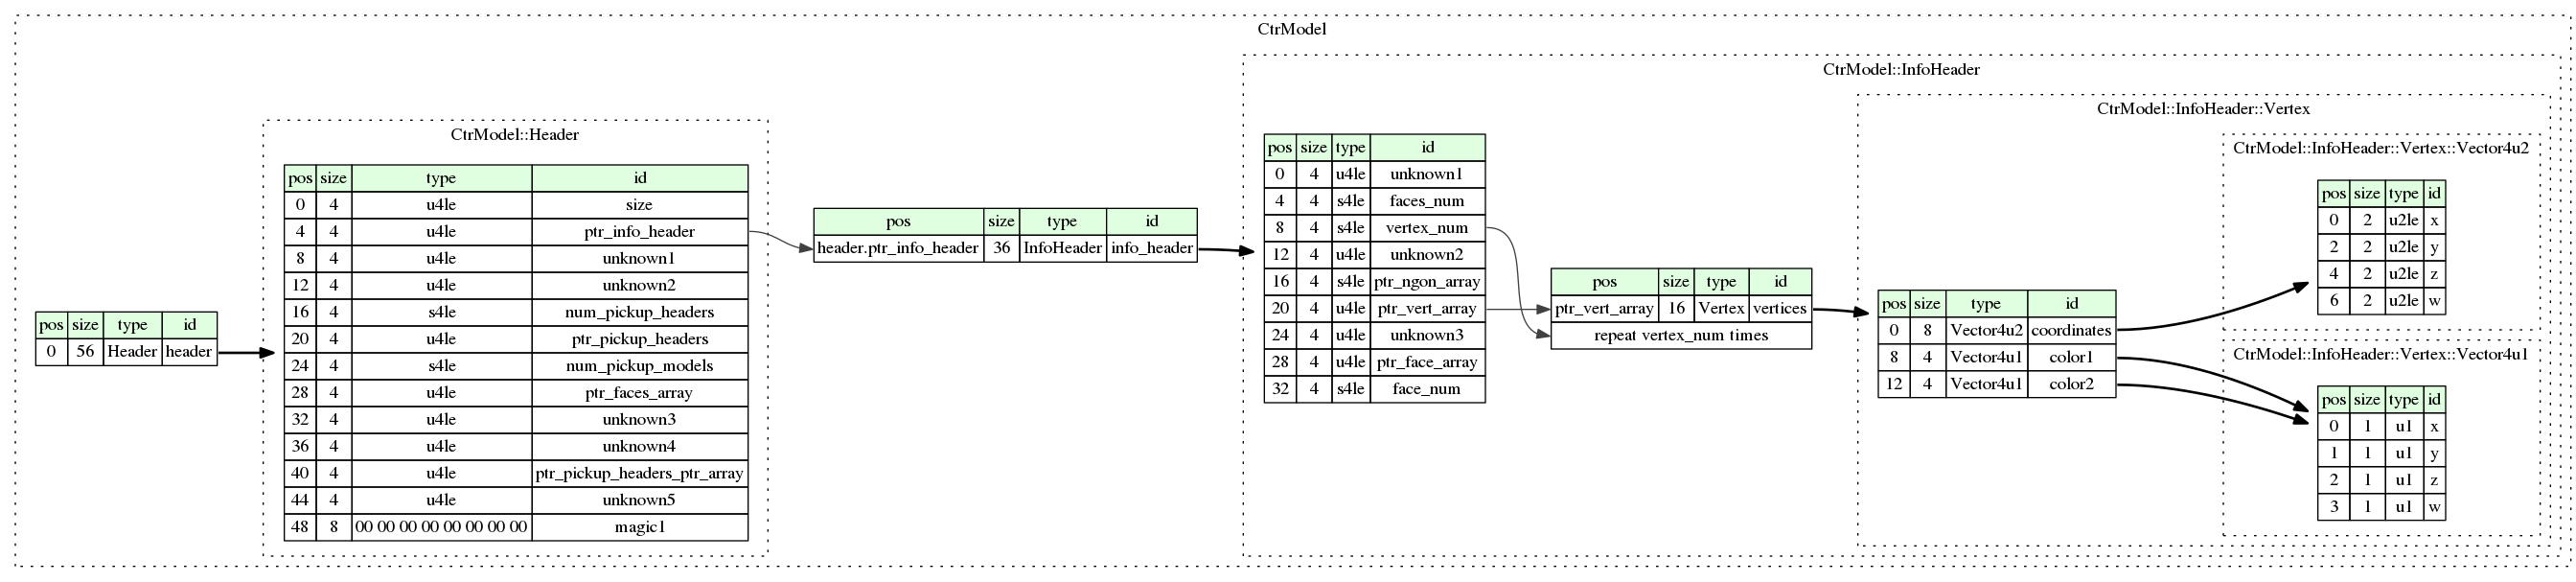 CtrModel
CtrModel::Header
pos size type id
0 4 u4le size
4 4 u4le ptr_info_header
8 4 u4le unknown1
12 4 u4le unknown2
16 4 s4le num_pickup_headers
20 4 u4le ptr_pickup_headers
24 4 s4le num_pickup_models
28 4 u4le ptr_faces_array
32 4 u4le unknown3
36 4 u4le unknown4
40 4 u4le ptr_pickup_headers_ptr_array
44 4 u4le unknown5
48 8 00 00 00 00 00 00 00 00 magic1
pos size type id
0 56 Header header
pos size type id
header.ptr_info_header 36 InfoHeader info_header
CtrModel::InfoHeader
pos size type id
0 4 u4le unknown1
4 4 s4le faces_num
8 4 s4le vertex_num
12 4 u4le unknown2
16 4 s4le ptr_ngon_array
20 4 u4le ptr_vert_array
24 4 u4le unknown3
28 4 u4le ptr_face_array
32 4 s4le face_num
pos size type id
ptr_vert_array 16 Vertex vertices
repeat vertex_num times
CtrModel::InfoHeader::Vertex
pos size type id
0 8 Vector4u2 coordinates
8 4 Vector4u1 color1
12 4 Vector4u1 color2
CtrModel::InfoHeader::Vertex::Vector4u2
pos size type id
0 2 u2le x
2 2 u2le y
4 2 u2le z
6 2 u2le w
CtrModel::InfoHeader::Vertex::Vector4u1
pos size type id
0 1 u1 x
1 1 u1 y
2 1 u1 z
3 1 u1 w